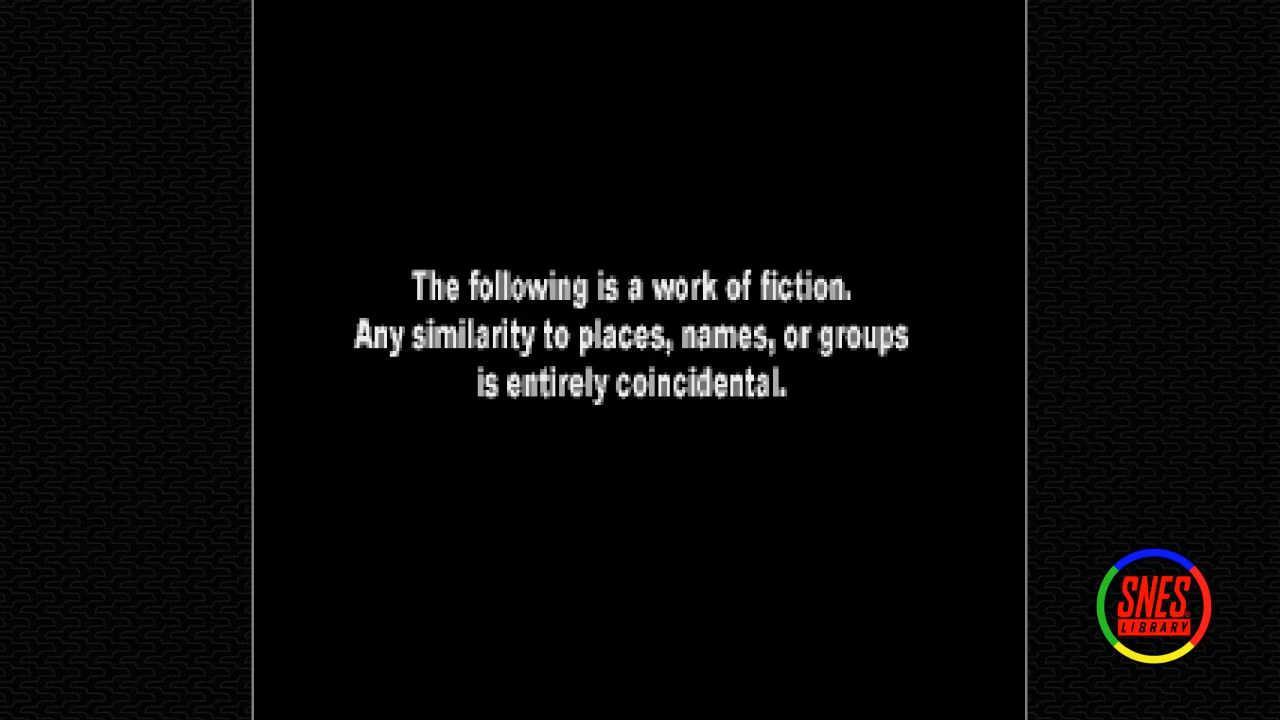 The following is a work of fiction.
Any similarity to places, names, or groups
is entirely coincidental.
SNES
LIBRARY